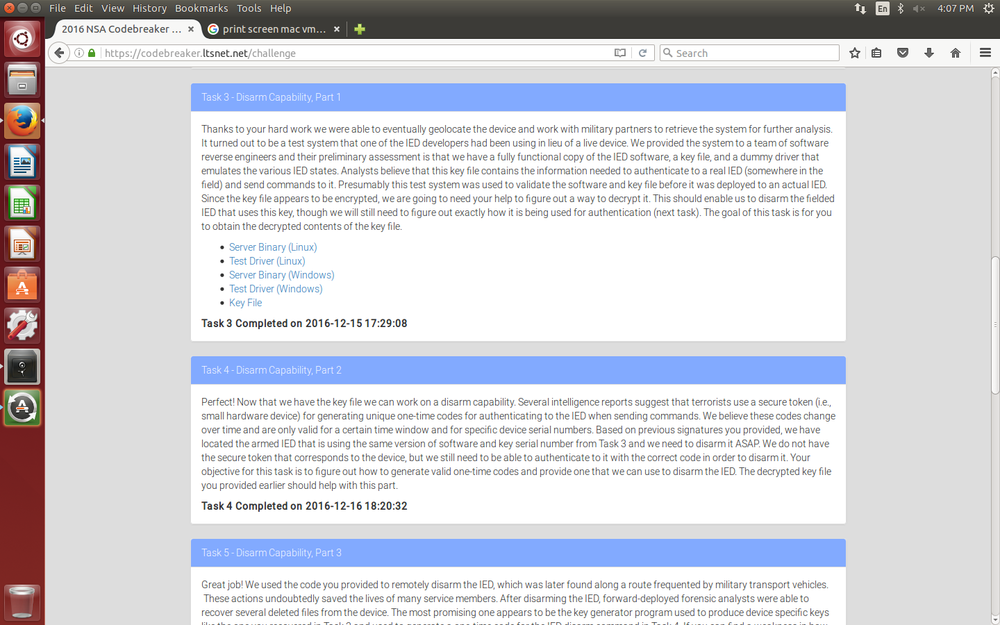 File Edit View History Bookmarks Tools Help
En
4:07 PM
2016 NSA Codebreaker ...
print screen mac vm...
https://codebreaker.ltsnet.net/challenge
Search
Task 3 - Disarm Capability, Part 1
Thanks to your hard work we were able to eventually geolocate the device and work with military partners to retrieve the system for further analysis.
It turned out to be a test system that one of the IED developers had been using in lieu of a live device. We provided the system to a team of software
reverse engineers and their preliminary assessment is that we have a fully functional copy of the IED software, a key file, and a dummy driver that
emulates the various IED states. Analysts believe that this key file contains the information needed to authenticate to a real IED (somewhere in the
field) and send commands to it. Presumably this test system was used to validate the software and key file before it was deployed to an actual IED.
Since the key file appears to be encrypted, we are going to need your help to figure out a way to decrypt it. This should enable us to disarm the fielded
IED that uses this key, though we will still need to figure out exactly how it is being used for authentication (next task). The goal of this task is for you
to obtain the decrypted contents of the key file.
Server Binary (Linux)
Test Driver (Linux)
Server Binary (Windows)
Test Driver (Windows)
Key File
Task 3 Completed on 2016-12-15 17:29:08
Task 4 - Disarm Capability, Part 2
Perfect! Now that we have the key file we can work on a disarm capability. Several intelligence reports suggest that terrorists use a secure token (i.e.,
small hardware device) for generating unique one-time codes for authenticating to the IED when sending commands. We believe these codes change
over time and are only valid for a certain time window and for specific device serial numbers. Based on previous signatures you provided, we have
located the armed IED that is using the same version of software and key serial number from Task 3 and we need to disarm it ASAP. We do not have
the secure token that corresponds to the device, but we still need to be able to authenticate to it with the correct code in order to disarm it. Your
objective for this task is to figure out how to generate valid one-time codes and provide one that we can use to disarm the IED. The decrypted key file
you provided earlier should help with this part.
Task 4 Completed on 2016-12-16 18:20:32
Task 5 - Disarm Capability, Part 3
Great job! We used the code you provided to remotely disarm the IED, which was later found along a route frequented by military transport vehicles.
These actions undoubtedly saved the lives of many service members. After disarming the IED, forward-deployed forensic analysts were able to
recover several deleted files from the device. The most promising one appears to be the key generator program used to produce device specific keys